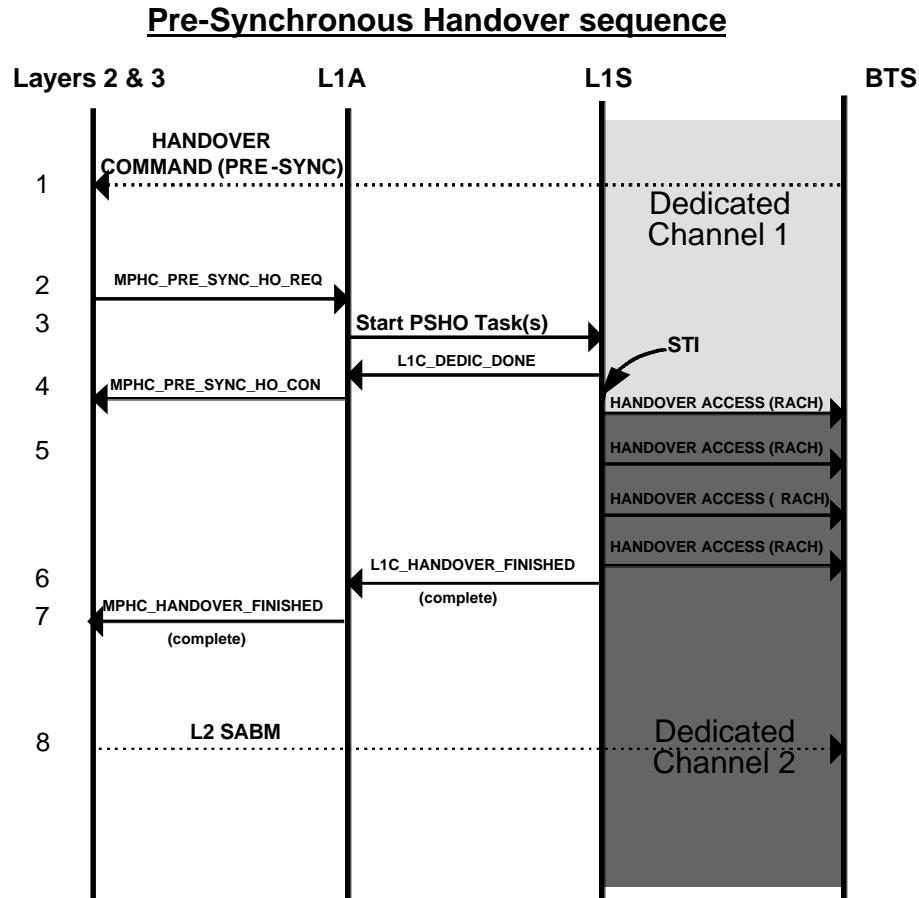 Pre-Synchronous Handover sequence
Layers 2 & 3 L1A L1S BTS
HANDOVER
COMMAND (PRE-SYNC)
1
Dedicated
Channel 1
2 MPHC_PRE_SYNC_HO_REQ
3 Start PSHO Task(s)
STI
L1C_DEDIC_DONE
4 MPHC_PRE_SYNC_HO_CON
HANDOVER ACCESS (RACH)
5 HANDOVER ACCESS (RACH)
HANDOVER ACCESS ( RACH)
HANDOVER ACCESS (RACH)
6 L1C_HANDOVER_FINISHED
(complete)
7 MPHC_HANDOVER_FINISHED
(complete)
8 L2 SABM
Dedicated
Channel 2